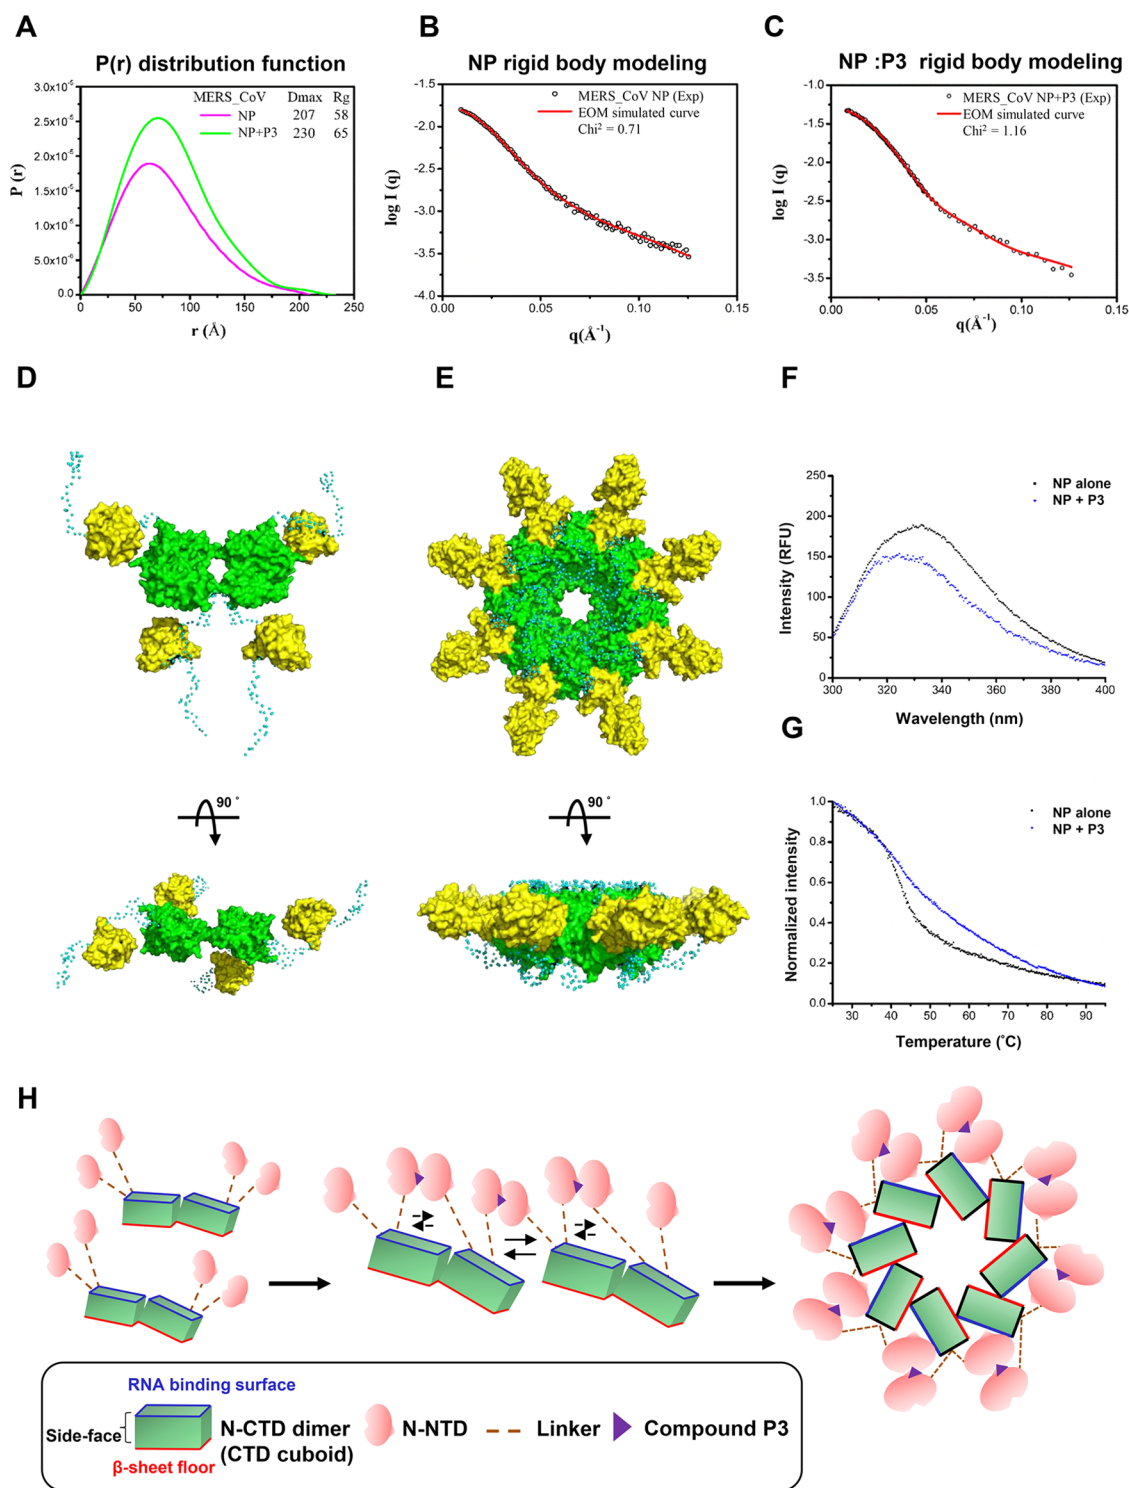 A
B
C
P(r) distribution function
NP rigid body modeling
NP :P3 rigid body modeling
MERS_CoV Dmax Rg
NP 207 58
NP+P3 230 65
3.0x10⁻⁵
2.5x10⁻⁵
2.0x10⁻⁵
1.5x10⁻⁵
1.0x10⁻⁵
5.0x10⁻⁶
0.0
P (r)
0 50 100 150 200 250
r (Å)
MERS_CoV NP (Exp)
EOM simulated curve
Chi² = 0.71
-1.5
-2.0
-2.5
-3.0
-3.5
-4.0
log I (q)
0.00 0.05 0.10 0.15
q(Å⁻¹)
MERS_CoV NP+P3 (Exp)
EOM simulated curve
Chi² = 1.16
-1.0
-1.5
-2.0
-2.5
-3.0
-3.5
log I (q)
0.00 0.05 0.10 0.15
q(Å⁻¹)
D
E
F
90 °
90 °
NP alone
NP + P3
250
200
150
100
50
0
Intensity (RFU)
300 320 340 360 380 400
Wavelength (nm)
G
NP alone
NP + P3
1.0
0.8
0.6
0.4
0.2
0.0
Normalized intensity
30 40 50 60 70 80 90
Temperature (˚C)
H
RNA binding surface
Side-face
β-sheet floor
N-CTD dimer
(CTD cuboid)
N-NTD
Linker
Compound P3